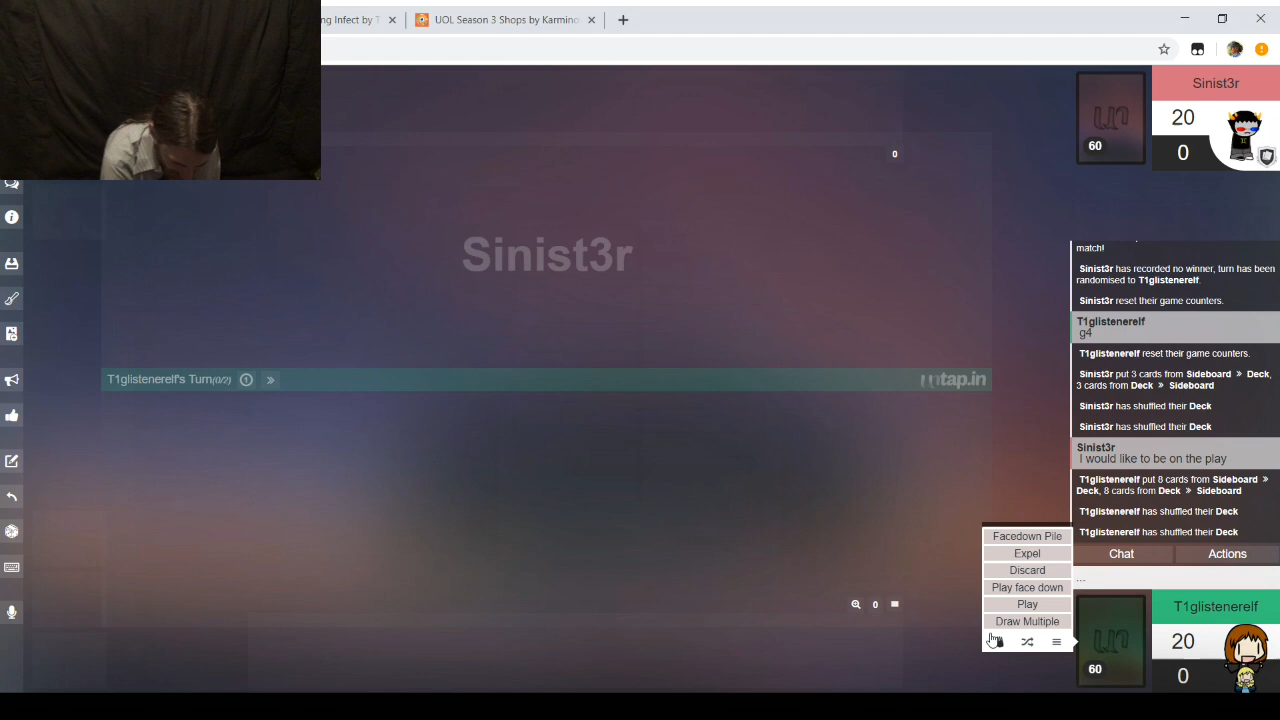 ng Infect by T
UOL Season 3 Shops by Karmino
Sinist3r
20
60
0
0
Sinist3r
match!
Sinist3r has recorded no winner, turn has been
randomised to T1glistenerelf.
Sinist3r reset their game counters.
T1glistenerelf
g4
T1glistenerelf reset their game counters.
T1glistenerelf's Turn(0/2) 1
untap.in
Sinist3r put 3 cards from Sideboard » Deck,
3 cards from Deck » Sideboard
Sinist3r has shuffled their Deck
Sinist3r has shuffled their Deck
Sinist3r
I would like to be on the play
T1glistenerelf put 8 cards from Sideboard »
Deck, 8 cards from Deck » Sideboard
T1glistenerelf has shuffled their Deck
T1glistenerelf has shuffled their Deck
Chat
Actions
...
Facedown Pile
Expel
Discard
Play face down
Play
Draw Multiple
0
T1glistenerelf
20
60
0